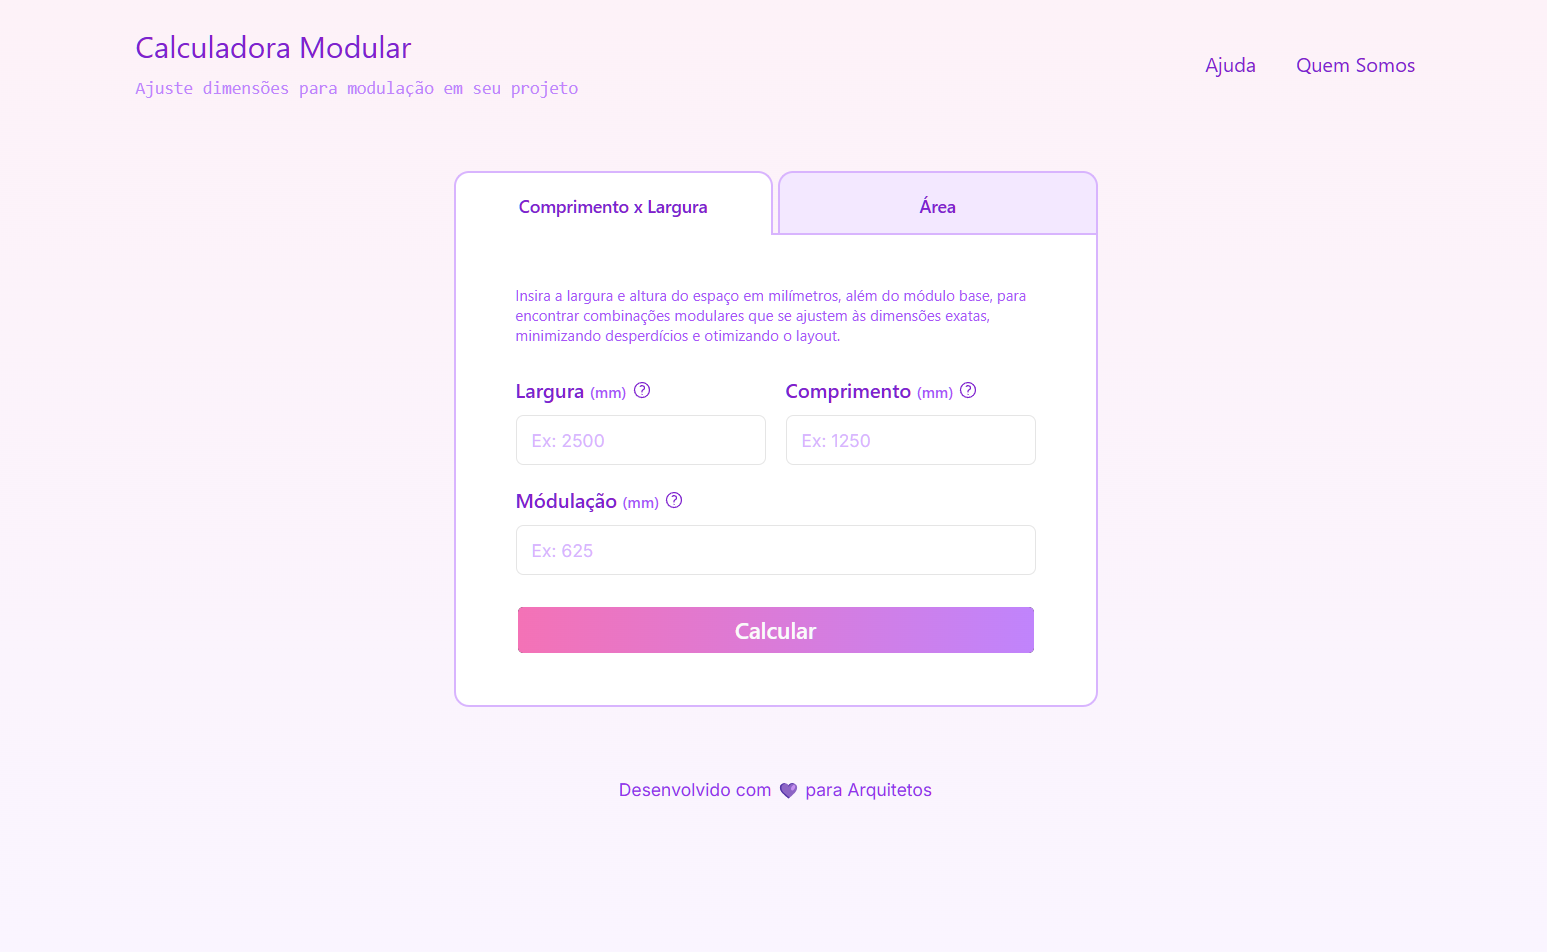 Calculadora Modular
Ajuste dimensões para modulação em seu projeto
Ajuda
Quem Somos
Comprimento x Largura
Área
Insira a largura e altura do espaço em milímetros, além do módulo base, para
encontrar combinações modulares que se ajustem às dimensões exatas,
minimizando desperdícios e otimizando o layout.
Largura (mm) ?
Comprimento (mm) ?
Ex: 2500
Ex: 1250
Módulação (mm) ?
Ex: 625
Calcular
Desenvolvido com 💜 para Arquitetos